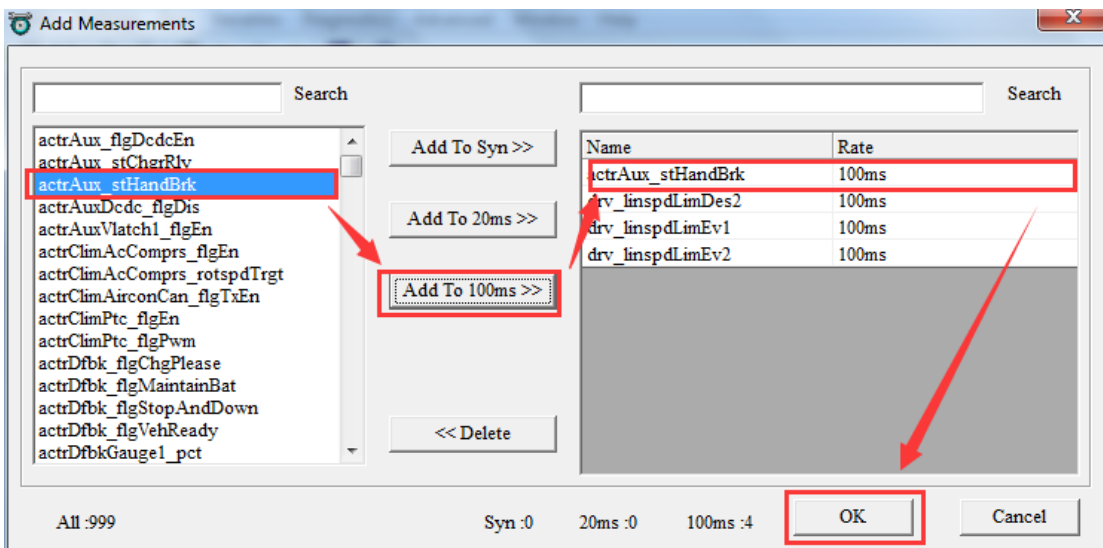 Add Measurements
Search
Search
actrAux_flgDcdcEn
actrAux_stChgrRly
actrAux_stHandBrk
actrAuxDcdc_flgDis
actrAuxVlatch1_flgEn
actrClimAcComprs_flgEn
actrClimAcComprs_rotspdTrgt
actrClimAirconCan_flgTxEn
actrClimPtc_flgEn
actrClimPtc_flgPwm
actrDfbk_flgChgPlease
actrDfbk_flgMaintainBat
actrDfbk_flgStopAndDown
actrDfbk_flgVehReady
actrDfbkGauge1_pct
Add To Syn >>
Add To 20ms >>
Add To 100ms >>
<< Delete
Name Rate
actrAux_stHandBrk 100ms
drv_linspdLimDes2 100ms
drv_linspdLimEv1 100ms
drv_linspdLimEv2 100ms
All :999 Syn :0 20ms :0 100ms :4 OK Cancel